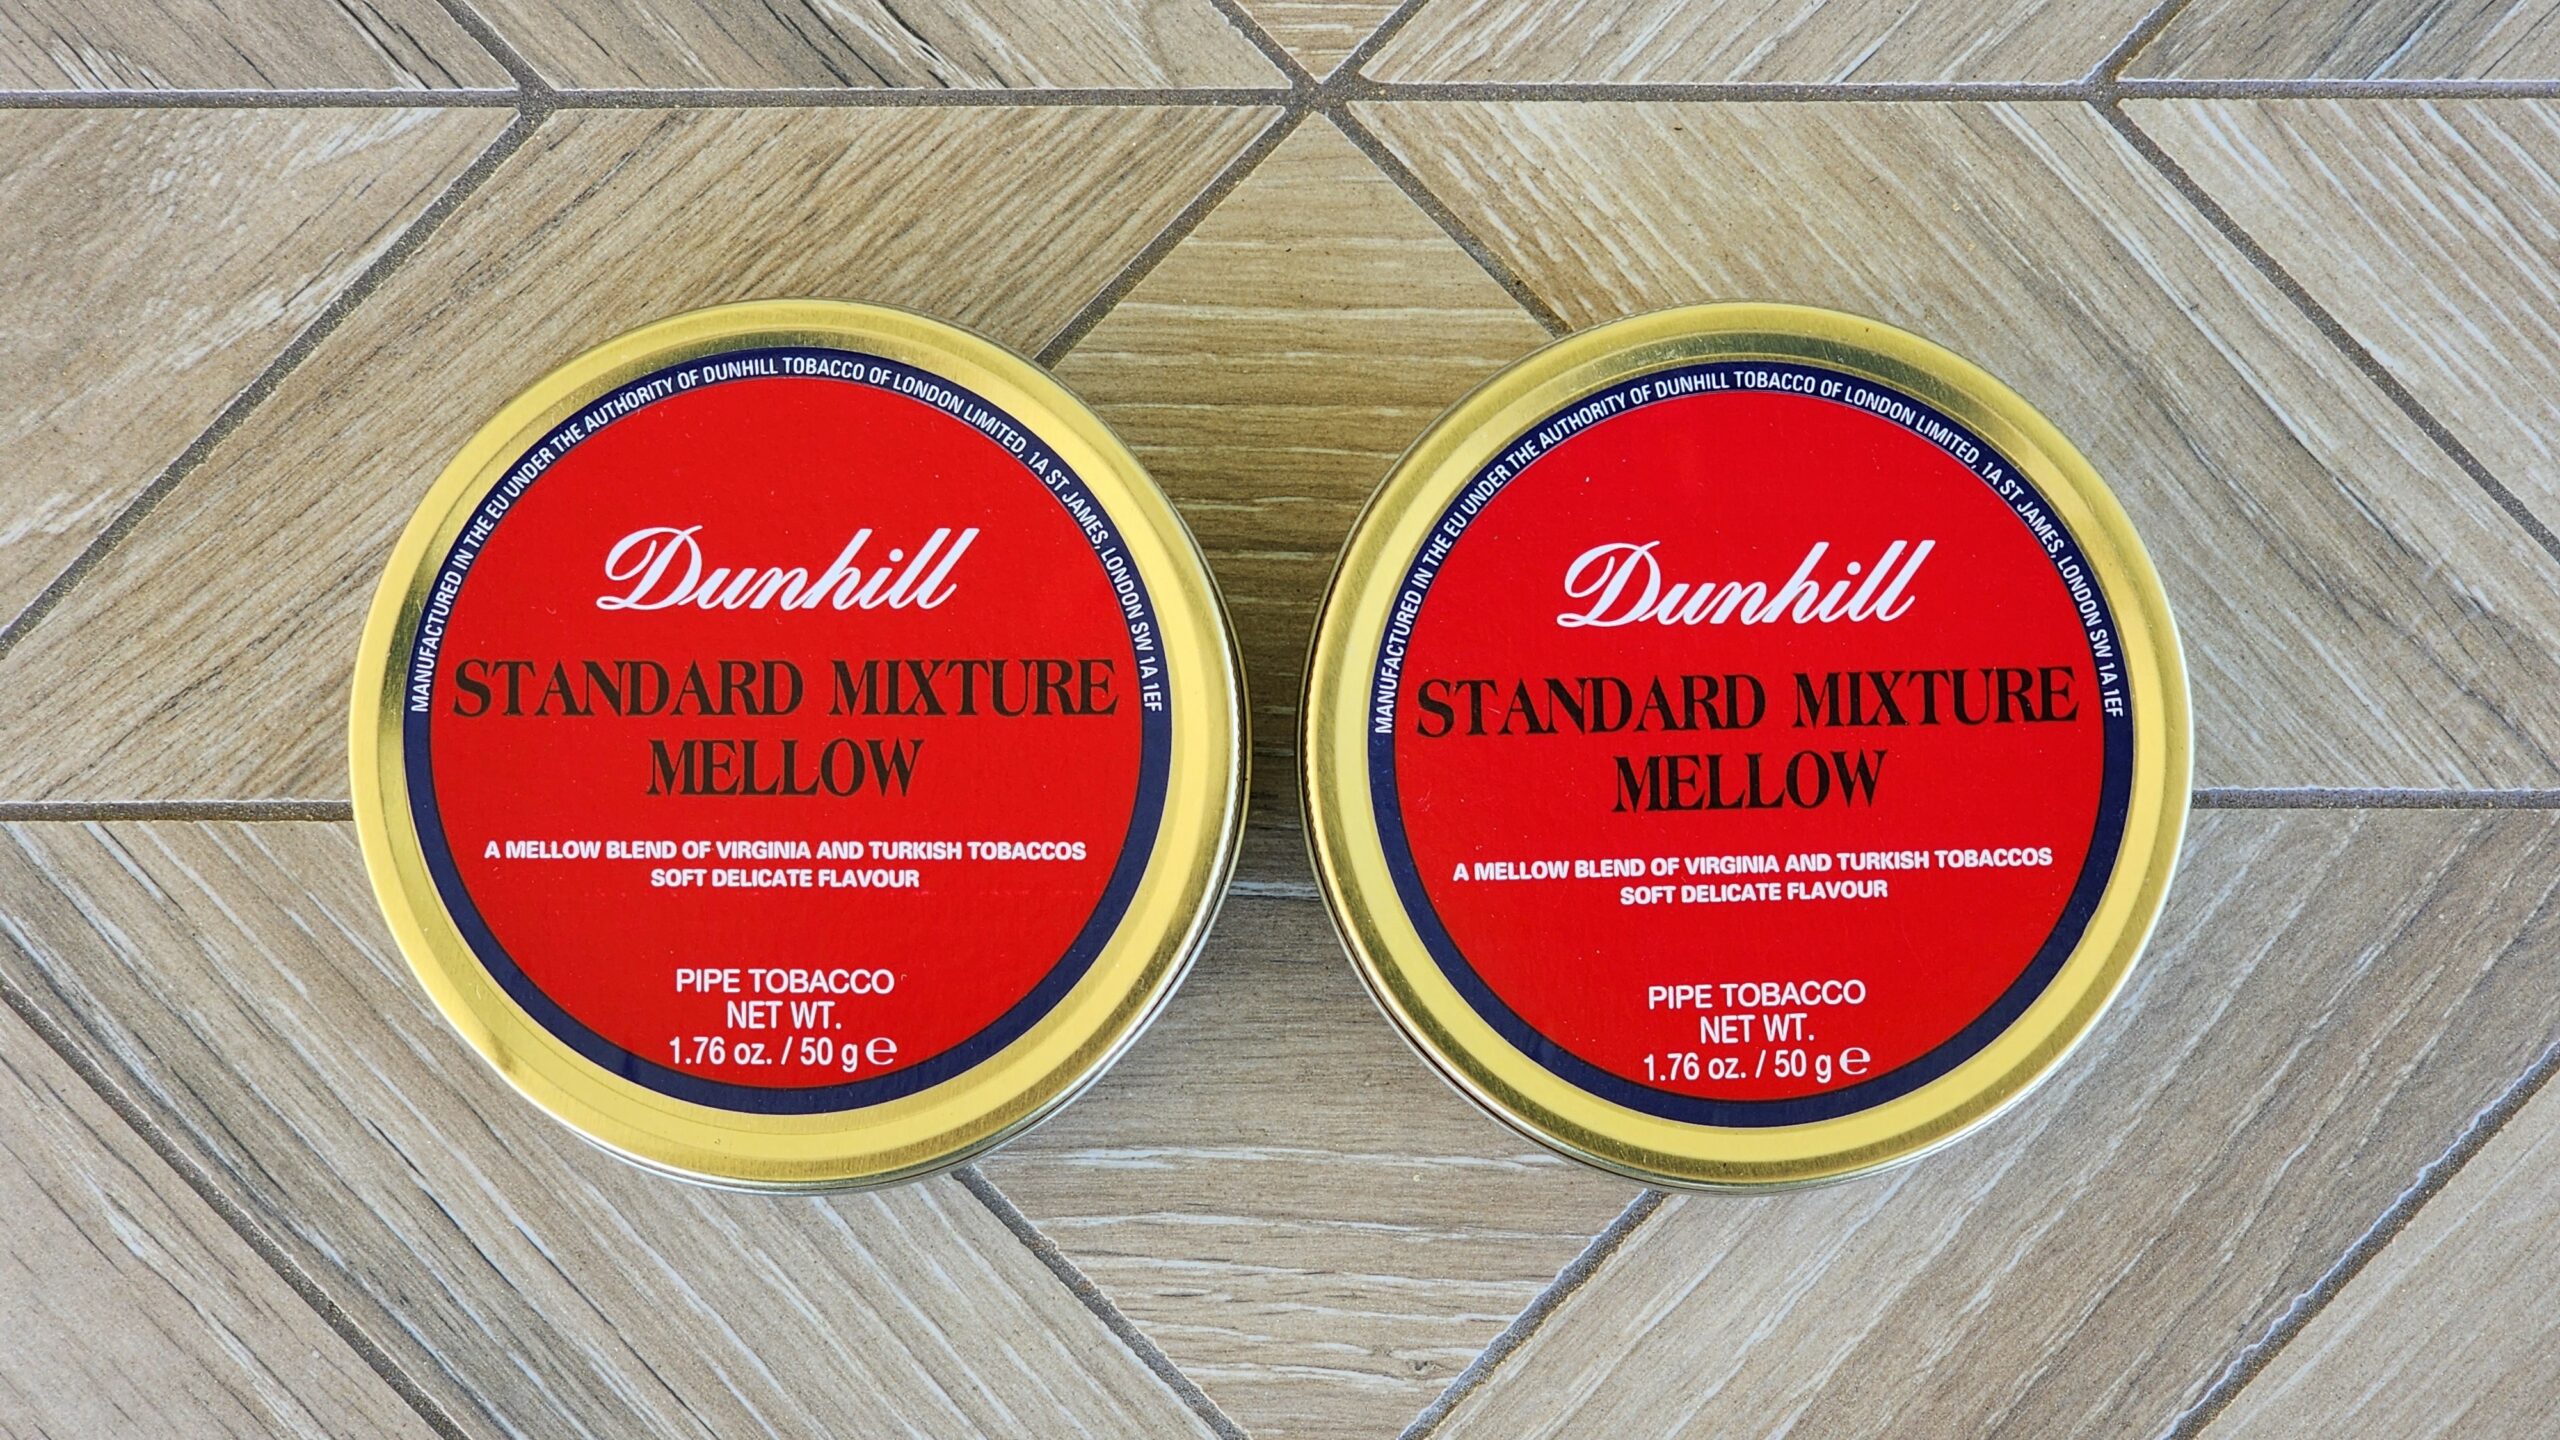 MANUFACTURED IN THE EU UNDER THE AUTHORITY OF DUNHILL TOBACCO OF LONDON LIMITED, 1A ST JAMES, LONDON SW 1A 1EF
Dunhill
STANDARD MIXTURE
MELLOW
A MELLOW BLEND OF VIRGINIA AND TURKISH TOBACCOS
SOFT DELICATE FLAVOUR
PIPE TOBACCO
NET WT.
1.76 oz. / 50 g ℮
MANUFACTURED IN THE EU UNDER THE AUTHORITY OF DUNHILL TOBACCO OF LONDON LIMITED, 1A ST JAMES, LONDON SW 1A 1EF
Dunhill
STANDARD MIXTURE
MELLOW
A MELLOW BLEND OF VIRGINIA AND TURKISH TOBACCOS
SOFT DELICATE FLAVOUR
PIPE TOBACCO
NET WT.
1.76 oz. / 50 g ℮